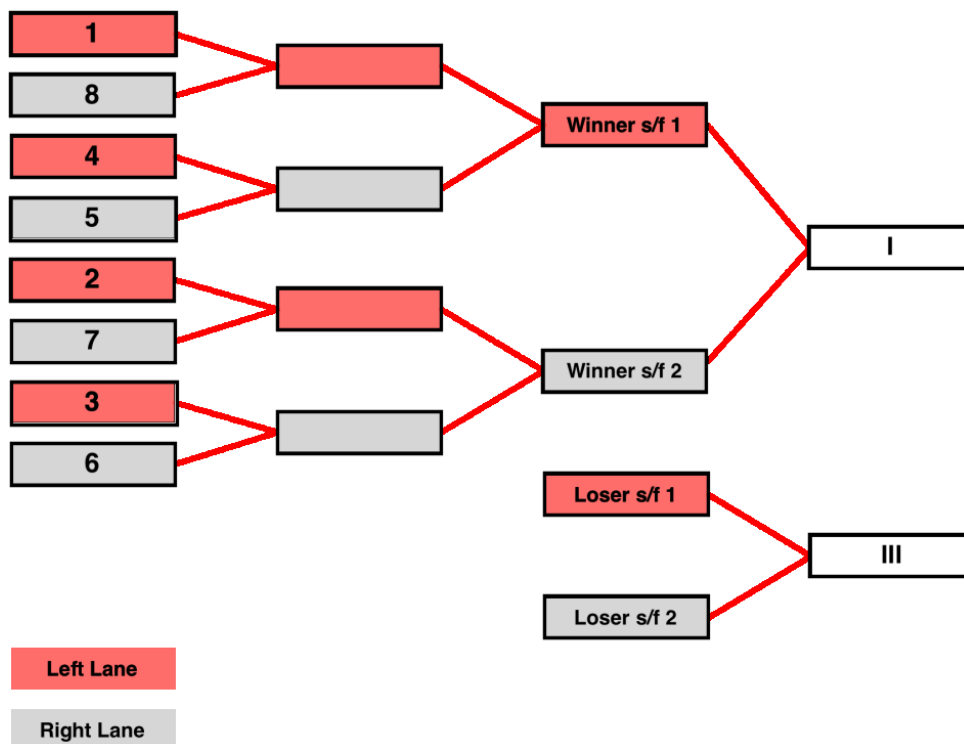 1
8
4
5
2
7
3
6
Winner s/f 1
Winner s/f 2
I
Loser s/f 1
Loser s/f 2
III
Left Lane
Right Lane